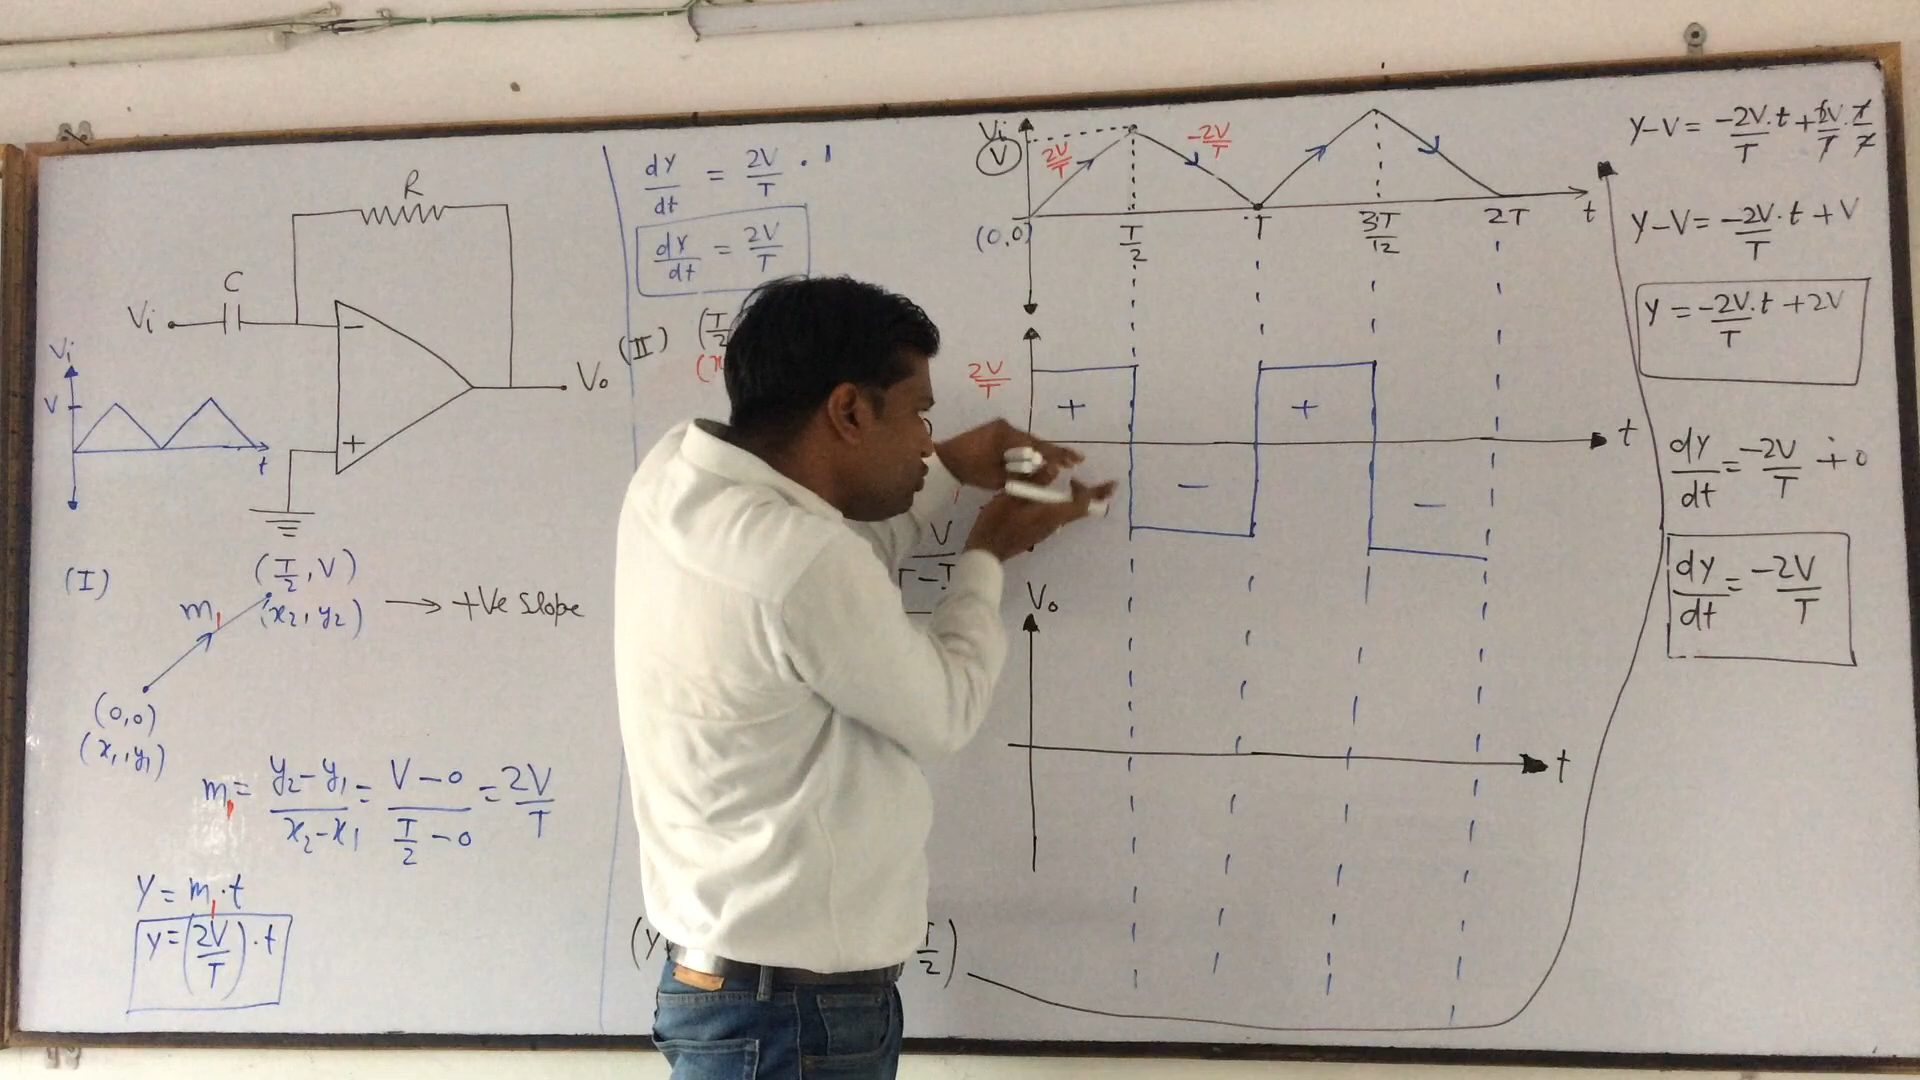 R
C
Vi
−
+
Vo
Vi
V
t
(I)
(T/2, V)
m1
(x2, y2)
→ +Ve Slope
(0,0)
(x1, y1)
m1 = y2−y1/x2−x1 = V−0/T/2−0 = 2V/T
y = m1·t
y = (2V/T)·t
dy/dt = 2V/T · 1
dy/dt = 2V/T
(II) (T/2
(x
V
T−T
(y
T/2)
Vi
V
2V/T
-2V/T
(0,0)
T/2
T
3T/12
2T
t
2V/T
+
−
+
−
t
Vo
t
y−V = -2V/T·t + 2V/T·T/2
y−V = -2V/T·t + V
y = -2V/T·t + 2V
dy/dt = -2V/T + 0
dy/dt = -2V/T